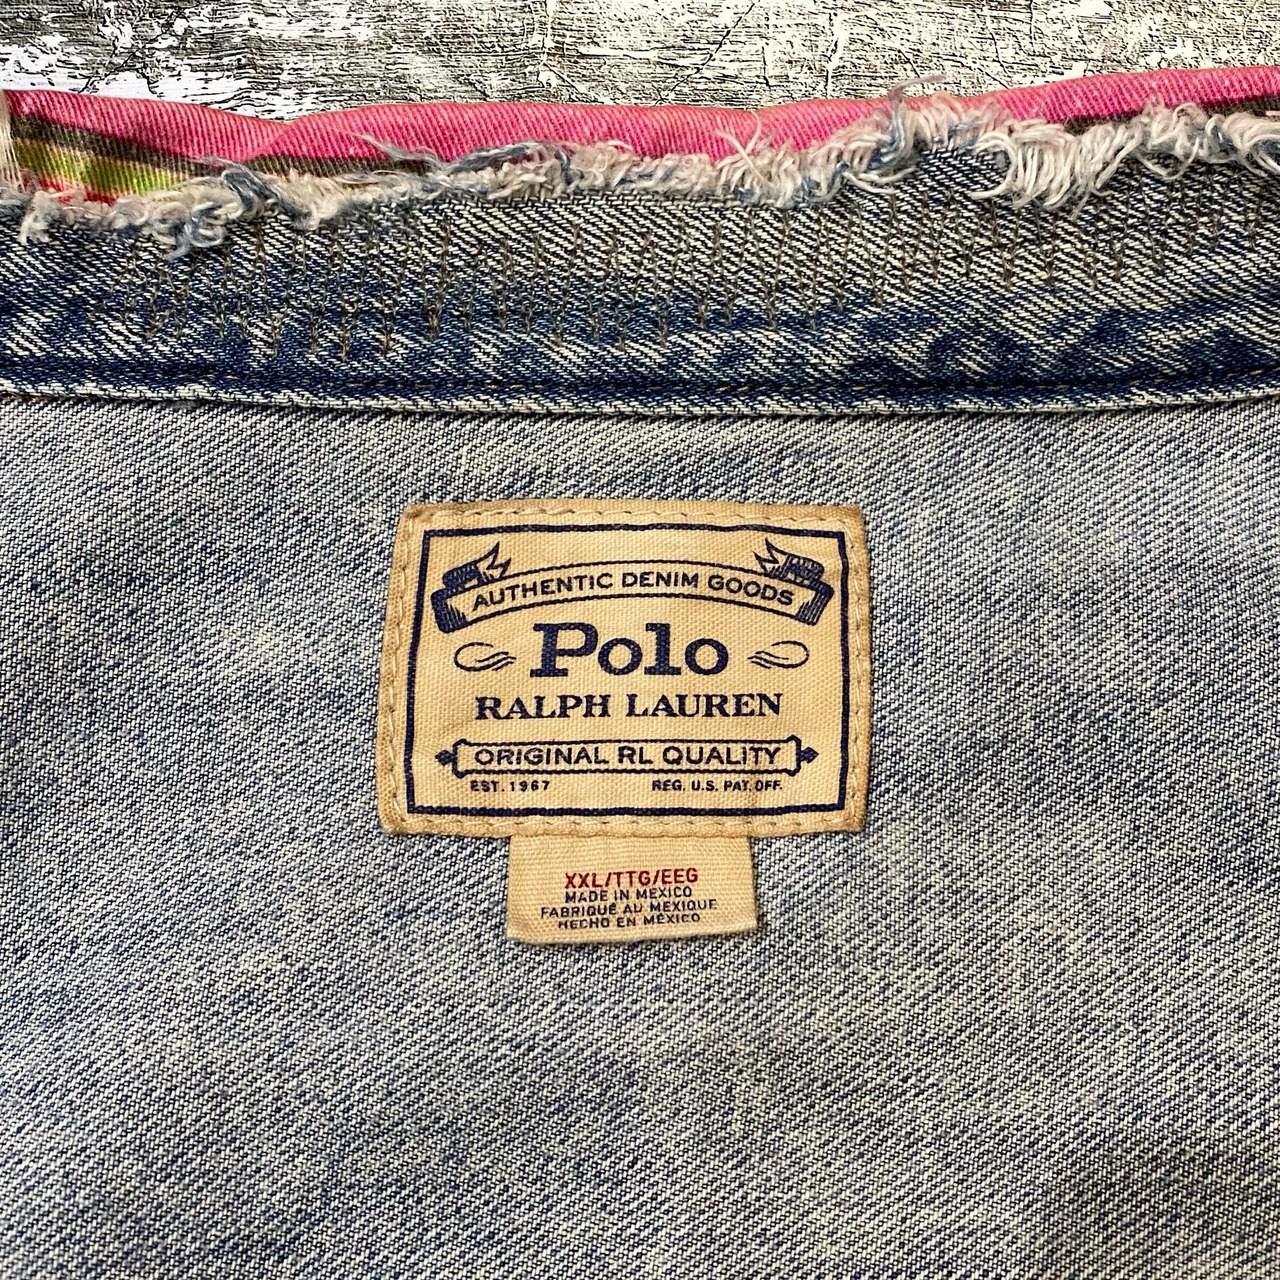 AUTHENTIC DENIM GOODS
Polo
RALPH LAUREN
ORIGINAL RL QUALITY
EST. 1967 REG. U.S. PAT. OFF.
XXL/TTG/EEG
MADE IN MEXICO
FABRIQUÉ AU MEXIQUE
HECHO EN MÉXICO